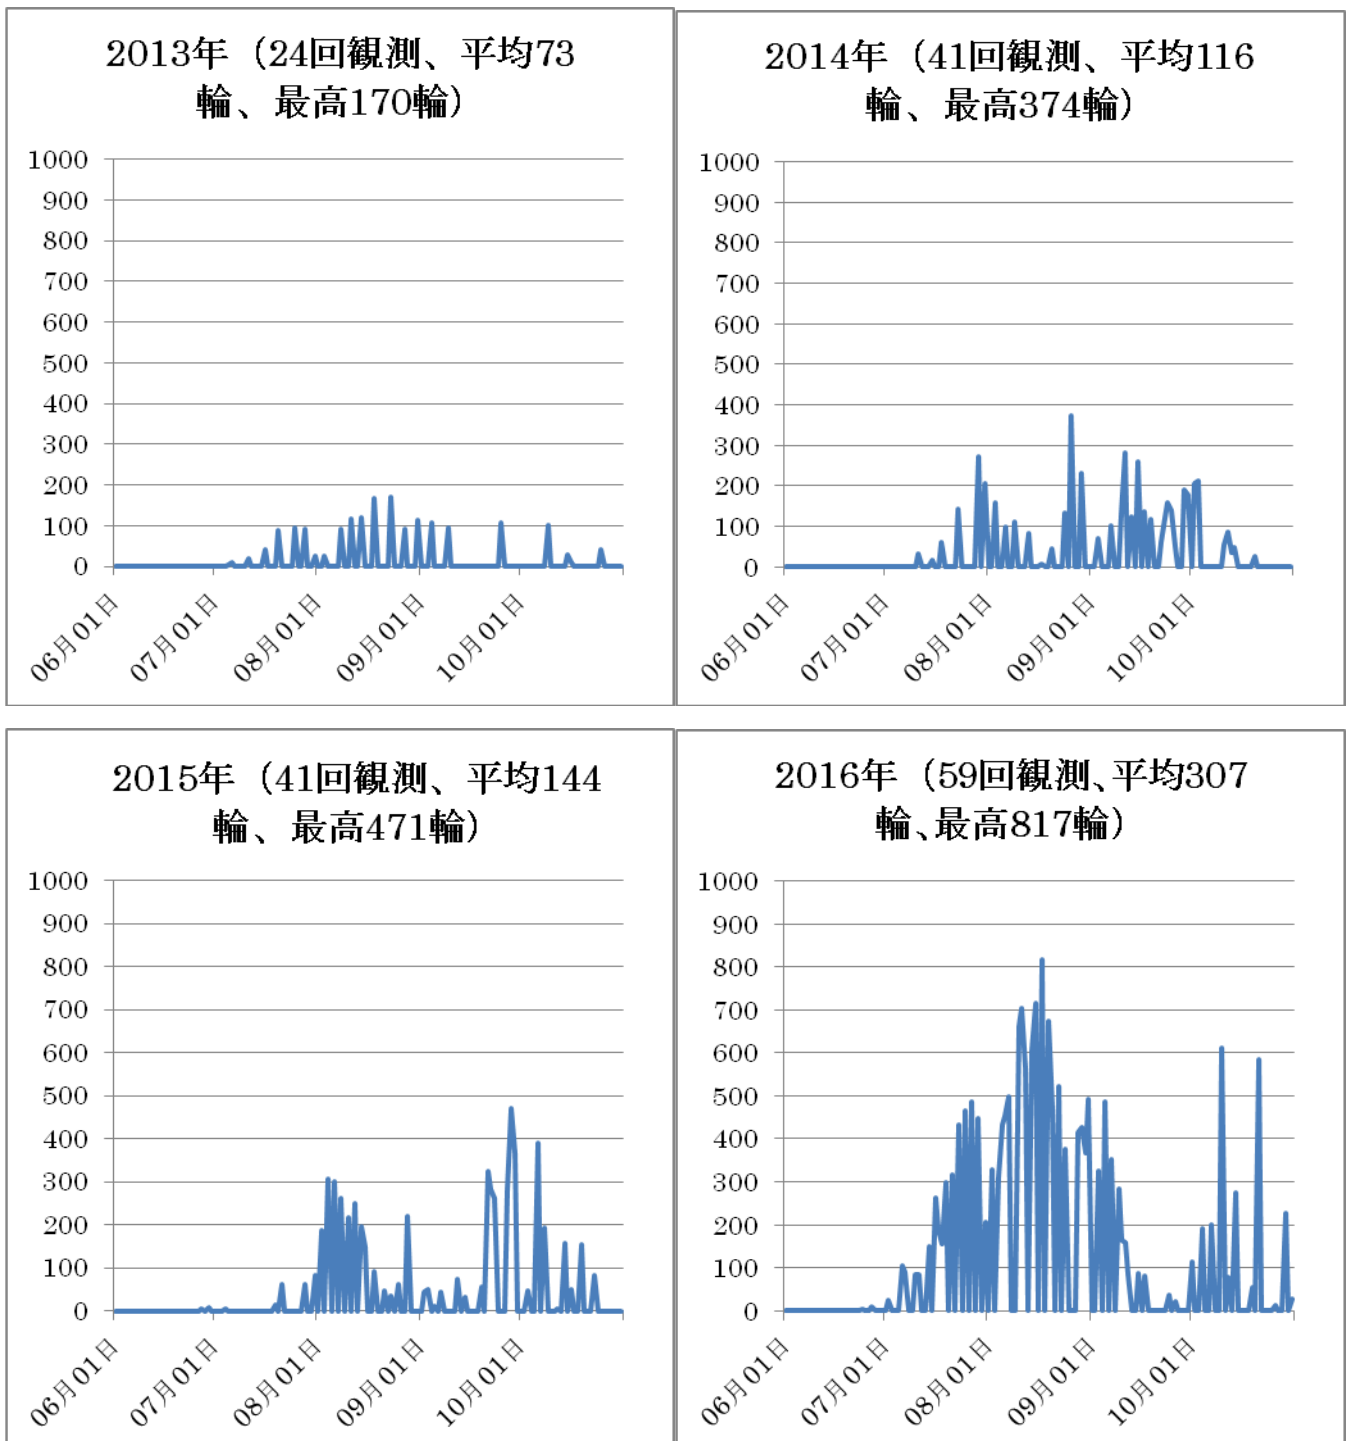 2013年（24回観測、平均73
輪、最高170輪）
1000
900
800
700
600
500
400
300
200
100
0
06月01日
07月01日
08月01日
09月01日
10月01日
2014年（41回観測、平均116
輪、最高374輪）
1000
900
800
700
600
500
400
300
200
100
0
06月01日
07月01日
08月01日
09月01日
10月01日
2015年（41回観測、平均144
輪、最高471輪）
1000
900
800
700
600
500
400
300
200
100
0
06月01日
07月01日
08月01日
09月01日
10月01日
2016年（59回観測、平均307
輪、最高817輪）
1000
900
800
700
600
500
400
300
200
100
0
06月01日
07月01日
08月01日
09月01日
10月01日